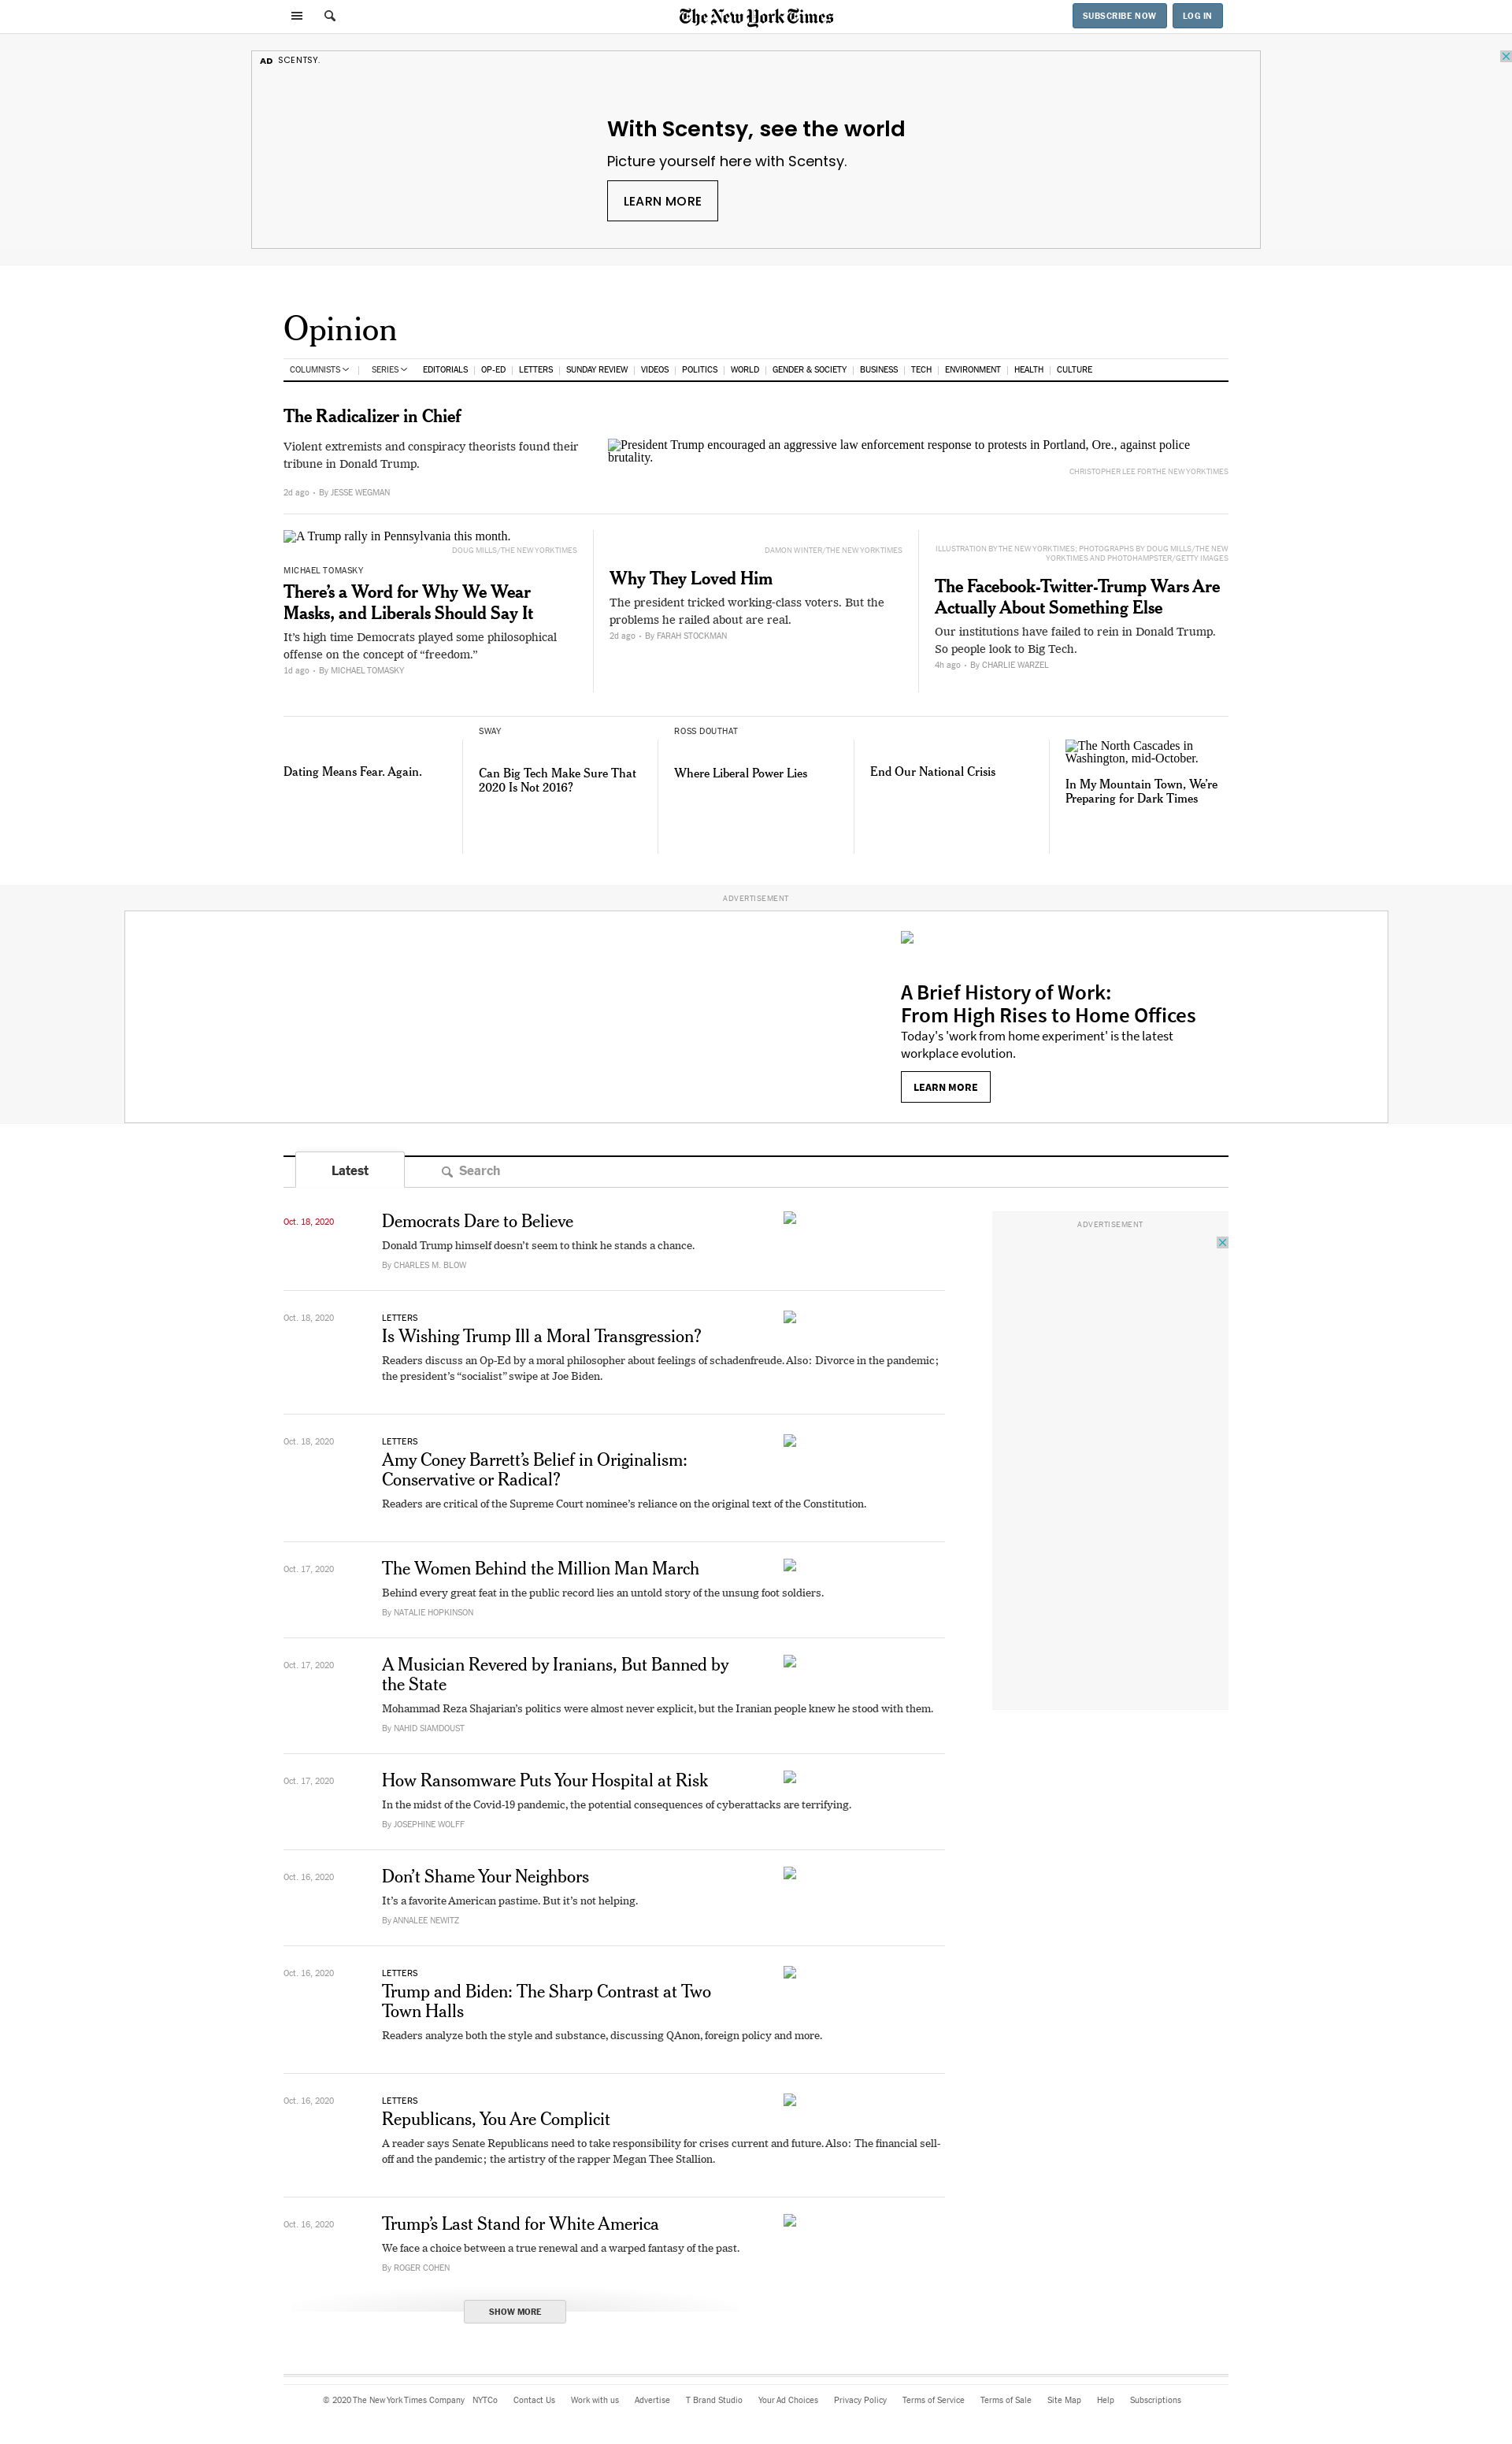 The New York Times
SUBSCRIBE NOW
LOG IN
AD SCENTSY.
With Scentsy, see the world
Picture yourself here with Scentsy.
LEARN MORE
Opinion
COLUMNISTS SERIES EDITORIALS OP-ED LETTERS SUNDAY REVIEW VIDEOS POLITICS WORLD GENDER & SOCIETY BUSINESS TECH ENVIRONMENT HEALTH CULTURE
The Radicalizer in Chief
Violent extremists and conspiracy theorists found their
tribune in Donald Trump.
2d ago • By JESSE WEGMAN
President Trump encouraged an aggressive law enforcement response to protests in Portland, Ore., against police
brutality.
CHRISTOPHER LEE FOR THE NEW YORK TIMES
A Trump rally in Pennsylvania this month.
DOUG MILLS/THE NEW YORK TIMES
MICHAEL TOMASKY
There’s a Word for Why We Wear
Masks, and Liberals Should Say It
It’s high time Democrats played some philosophical
offense on the concept of “freedom.”
1d ago • By MICHAEL TOMASKY
DAMON WINTER/THE NEW YORK TIMES
Why They Loved Him
The president tricked working-class voters. But the
problems he railed about are real.
2d ago • By FARAH STOCKMAN
ILLUSTRATION BY THE NEW YORK TIMES; PHOTOGRAPHS BY DOUG MILLS/THE NEW
YORK TIMES AND PHOTOHAMPSTER/GETTY IMAGES
The Facebook-Twitter-Trump Wars Are
Actually About Something Else
Our institutions have failed to rein in Donald Trump.
So people look to Big Tech.
4h ago • By CHARLIE WARZEL
Dating Means Fear. Again.
SWAY
Can Big Tech Make Sure That
2020 Is Not 2016?
ROSS DOUTHAT
Where Liberal Power Lies
End Our National Crisis
The North Cascades in
Washington, mid-October.
In My Mountain Town, We’re
Preparing for Dark Times
ADVERTISEMENT
A Brief History of Work:
From High Rises to Home Offices
Today's 'work from home experiment' is the latest
workplace evolution.
LEARN MORE
Latest
Search
ADVERTISEMENT
Oct. 18, 2020
Democrats Dare to Believe
Donald Trump himself doesn’t seem to think he stands a chance.
By CHARLES M. BLOW
Oct. 18, 2020
LETTERS
Is Wishing Trump Ill a Moral Transgression?
Readers discuss an Op-Ed by a moral philosopher about feelings of schadenfreude. Also: Divorce in the pandemic;
the president’s “socialist” swipe at Joe Biden.
Oct. 18, 2020
LETTERS
Amy Coney Barrett’s Belief in Originalism:
Conservative or Radical?
Readers are critical of the Supreme Court nominee’s reliance on the original text of the Constitution.
Oct. 17, 2020
The Women Behind the Million Man March
Behind every great feat in the public record lies an untold story of the unsung foot soldiers.
By NATALIE HOPKINSON
Oct. 17, 2020
A Musician Revered by Iranians, But Banned by
the State
Mohammad Reza Shajarian’s politics were almost never explicit, but the Iranian people knew he stood with them.
By NAHID SIAMDOUST
Oct. 17, 2020
How Ransomware Puts Your Hospital at Risk
In the midst of the Covid-19 pandemic, the potential consequences of cyberattacks are terrifying.
By JOSEPHINE WOLFF
Oct. 16, 2020
Don’t Shame Your Neighbors
It’s a favorite American pastime. But it’s not helping.
By ANNALEE NEWITZ
Oct. 16, 2020
LETTERS
Trump and Biden: The Sharp Contrast at Two
Town Halls
Readers analyze both the style and substance, discussing QAnon, foreign policy and more.
Oct. 16, 2020
LETTERS
Republicans, You Are Complicit
A reader says Senate Republicans need to take responsibility for crises current and future. Also: The financial sell-
off and the pandemic; the artistry of the rapper Megan Thee Stallion.
Oct. 16, 2020
Trump’s Last Stand for White America
We face a choice between a true renewal and a warped fantasy of the past.
By ROGER COHEN
SHOW MORE
© 2020 The New York Times Company NYTCo Contact Us Work with us Advertise T Brand Studio Your Ad Choices Privacy Policy Terms of Service Terms of Sale Site Map Help Subscriptions